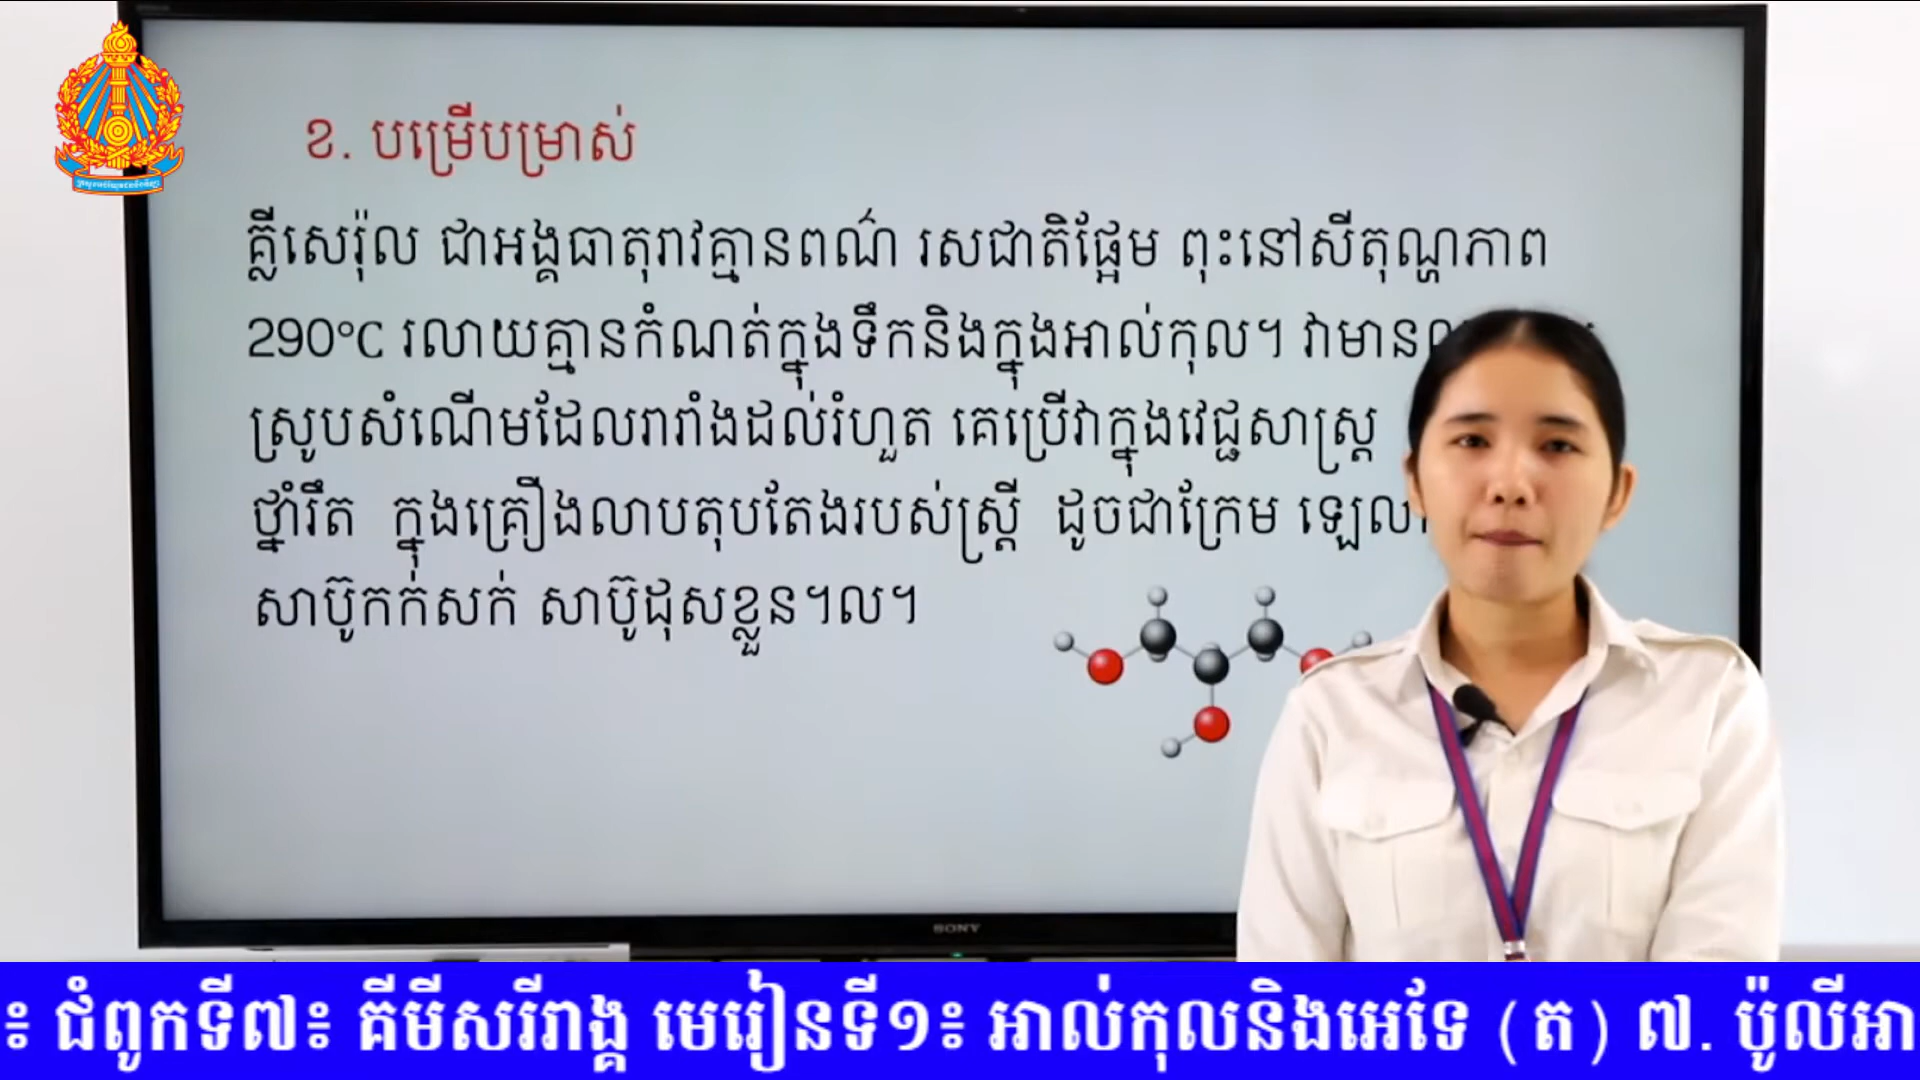 ខ. បម្រើបម្រាស់
គ្លីសេរ៉ុល ជាអង្គធាតុរាវគ្មានពណ៌ រសជាតិផ្អែម ពុះនៅសីតុណ្ហភាព
290°C រលាយគ្មានកំណត់ក្នុងទឹកនិងក្នុងអាល់កុល។ វាមាន
ស្រូបសំណើមដែលរារាំងដល់រំហួត គេប្រើវាក្នុងវេជ្ជសាស្ត្រ
ថ្នាំរឹត ក្នុងគ្រឿងលាបតុបតែងរបស់ស្ត្រី ដូចជាក្រែម
សាប៊ូកក់សក់ សាប៊ូដុសខ្លួន។ល។
SONY
៖ ជំពូកទី៧៖ គីមីសរីរាង្គ មេរៀនទី១៖ អាល់កុលនិងអេទែ (ត) ៧. ប៉ូលីអា